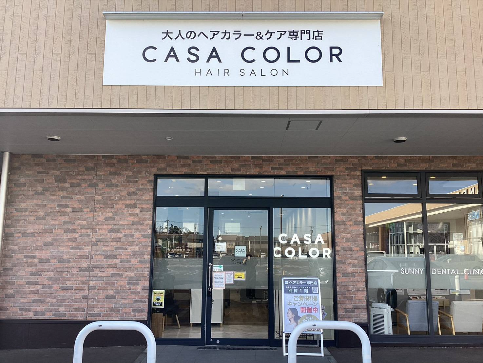 大人のヘアカラー&ケア専門店
CASA COLOR
HAIR SALON
CASA
COLOR
SUNNY DENTAL CLINIC